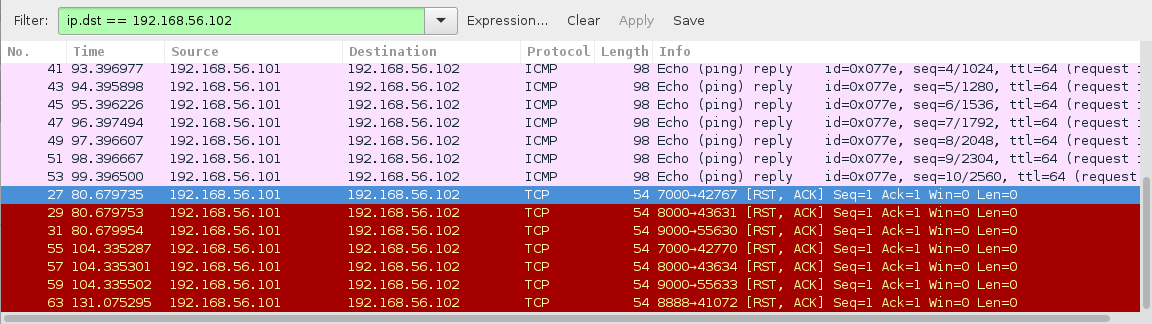 Filter: ip.dst == 192.168.56.102 Expression... Clear Apply Save
No. Time Source Destination Protocol Length Info
41 93.396977 192.168.56.101 192.168.56.102 ICMP 98 Echo (ping) reply id=0x077e, seq=4/1024, ttl=64 (request i
43 94.395898 192.168.56.101 192.168.56.102 ICMP 98 Echo (ping) reply id=0x077e, seq=5/1280, ttl=64 (request i
45 95.396226 192.168.56.101 192.168.56.102 ICMP 98 Echo (ping) reply id=0x077e, seq=6/1536, ttl=64 (request i
47 96.397494 192.168.56.101 192.168.56.102 ICMP 98 Echo (ping) reply id=0x077e, seq=7/1792, ttl=64 (request i
49 97.396607 192.168.56.101 192.168.56.102 ICMP 98 Echo (ping) reply id=0x077e, seq=8/2048, ttl=64 (request i
51 98.396667 192.168.56.101 192.168.56.102 ICMP 98 Echo (ping) reply id=0x077e, seq=9/2304, ttl=64 (request i
53 99.396500 192.168.56.101 192.168.56.102 ICMP 98 Echo (ping) reply id=0x077e, seq=10/2560, ttl=64 (request
27 80.679735 192.168.56.101 192.168.56.102 TCP 54 7000→42767 [RST, ACK] Seq=1 Ack=1 Win=0 Len=0
29 80.679753 192.168.56.101 192.168.56.102 TCP 54 8000→43631 [RST, ACK] Seq=1 Ack=1 Win=0 Len=0
31 80.679954 192.168.56.101 192.168.56.102 TCP 54 9000→55630 [RST, ACK] Seq=1 Ack=1 Win=0 Len=0
55 104.335287 192.168.56.101 192.168.56.102 TCP 54 7000→42770 [RST, ACK] Seq=1 Ack=1 Win=0 Len=0
57 104.335301 192.168.56.101 192.168.56.102 TCP 54 8000→43634 [RST, ACK] Seq=1 Ack=1 Win=0 Len=0
59 104.335502 192.168.56.101 192.168.56.102 TCP 54 9000→55633 [RST, ACK] Seq=1 Ack=1 Win=0 Len=0
63 131.075295 192.168.56.101 192.168.56.102 TCP 54 8888→41072 [RST, ACK] Seq=1 Ack=1 Win=0 Len=0